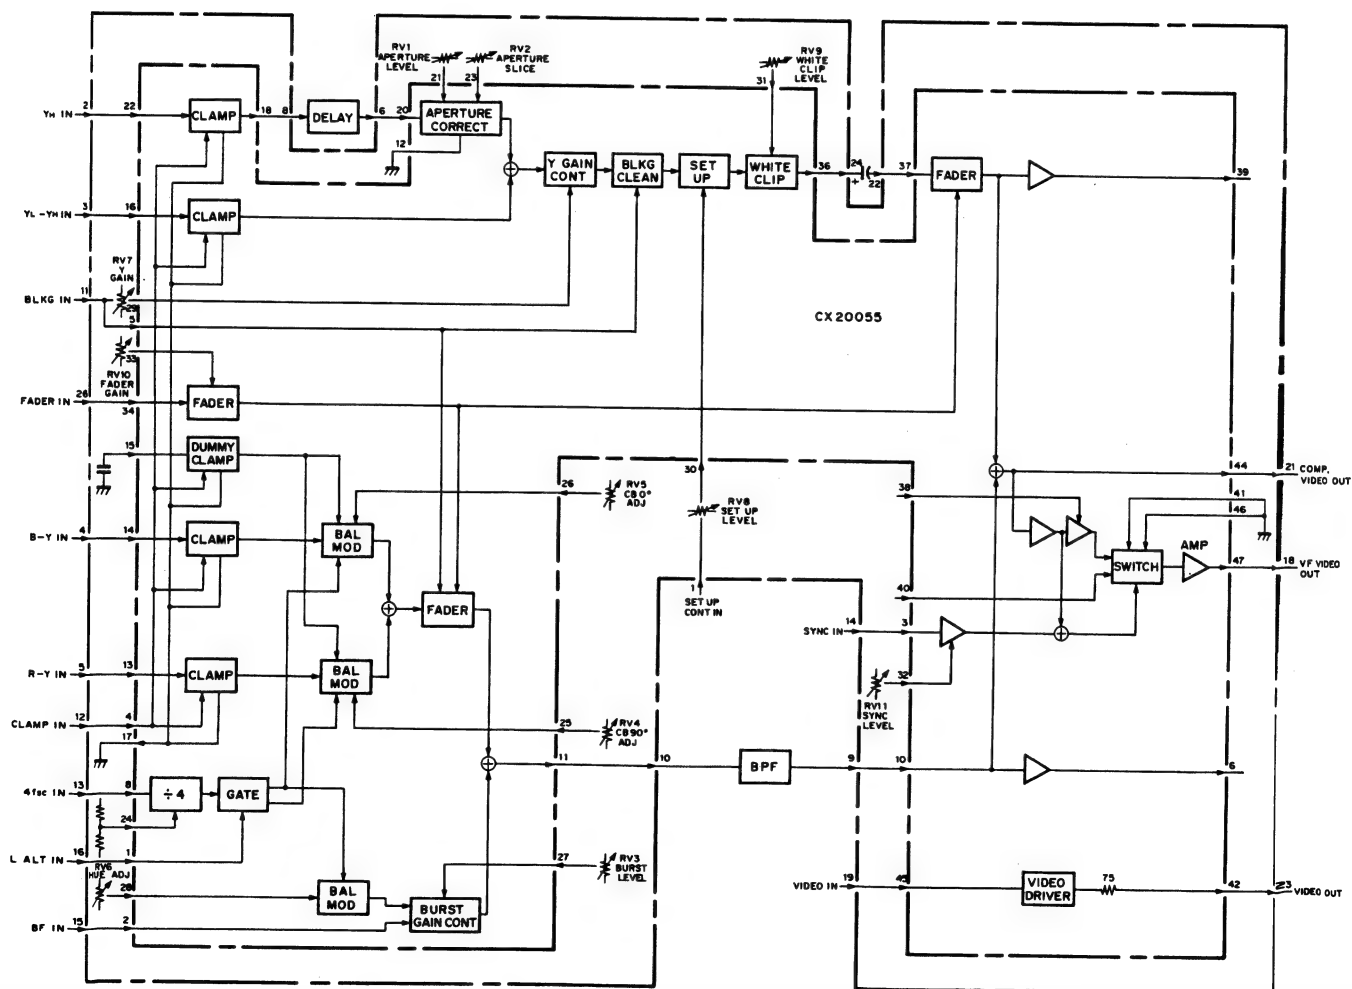 RV1
APERTURE
LEVEL
21
RV2
APERTURE
SLICE
23
RV9
WHITE
CLIP
LEVEL
31
YH IN
2
22
CLAMP
18
8
DELAY
6
20
APERTURE
CORRECT
12
Y GAIN
CONT
BLKG
CLEAN
SET
UP
WHITE
CLIP
36
24
+
22
37
FADER
39
YL-YH IN
3
16
CLAMP
RV7
Y
GAIN
BLKG IN
11
29
5
CX20055
33
RV10
FADER
GAIN
FADER IN
26
34
FADER
15
DUMMY
CLAMP
26
RV5
CB 0°
ADJ
30
RV8
SET UP
LEVEL
38
44
21
COMP.
VIDEO OUT
41
46
B-Y IN
4
14
CLAMP
BAL
MOD
SWITCH
AMP
47
18
VF VIDEO
OUT
FADER
1
SET UP
CONT IN
40
SYNC IN
14
3
R-Y IN
5
13
CLAMP
BAL
MOD
32
RV11
SYNC
LEVEL
CLAMP IN
12
4
17
25
RV4
CB90°
ADJ
11
10
BPF
9
10
6
4fsc IN
13
8
÷4
GATE
24
L ALT IN
16
1
RV6
HUE ADJ
28
BAL
MOD
27
RV3
BURST
LEVEL
BURST
GAIN CONT
BF IN
15
2
VIDEO IN
19
45
VIDEO
DRIVER
75
42
23
VIDEO OUT